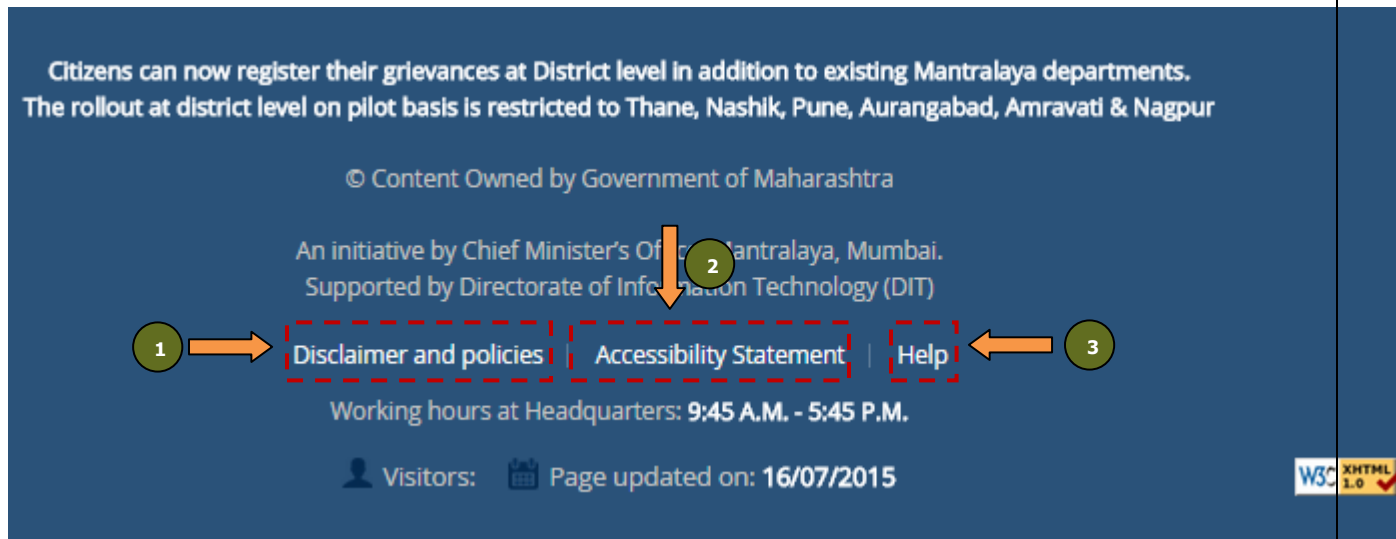 Citizens can now register their grievances at District level in addition to existing Mantralaya departments.
The rollout at district level on pilot basis is restricted to Thane, Nashik, Pune, Aurangabad, Amravati & Nagpur
© Content Owned by Government of Maharashtra
An initiative by Chief Minister's Office, Mantralaya, Mumbai.
2
Supported by Directorate of Information Technology (DIT)
1 Disclaimer and policies | Accessibility Statement | Help 3
Working hours at Headquarters: 9:45 A.M. - 5:45 P.M.
Visitors: Page updated on: 16/07/2015
W3C XHTML 1.0